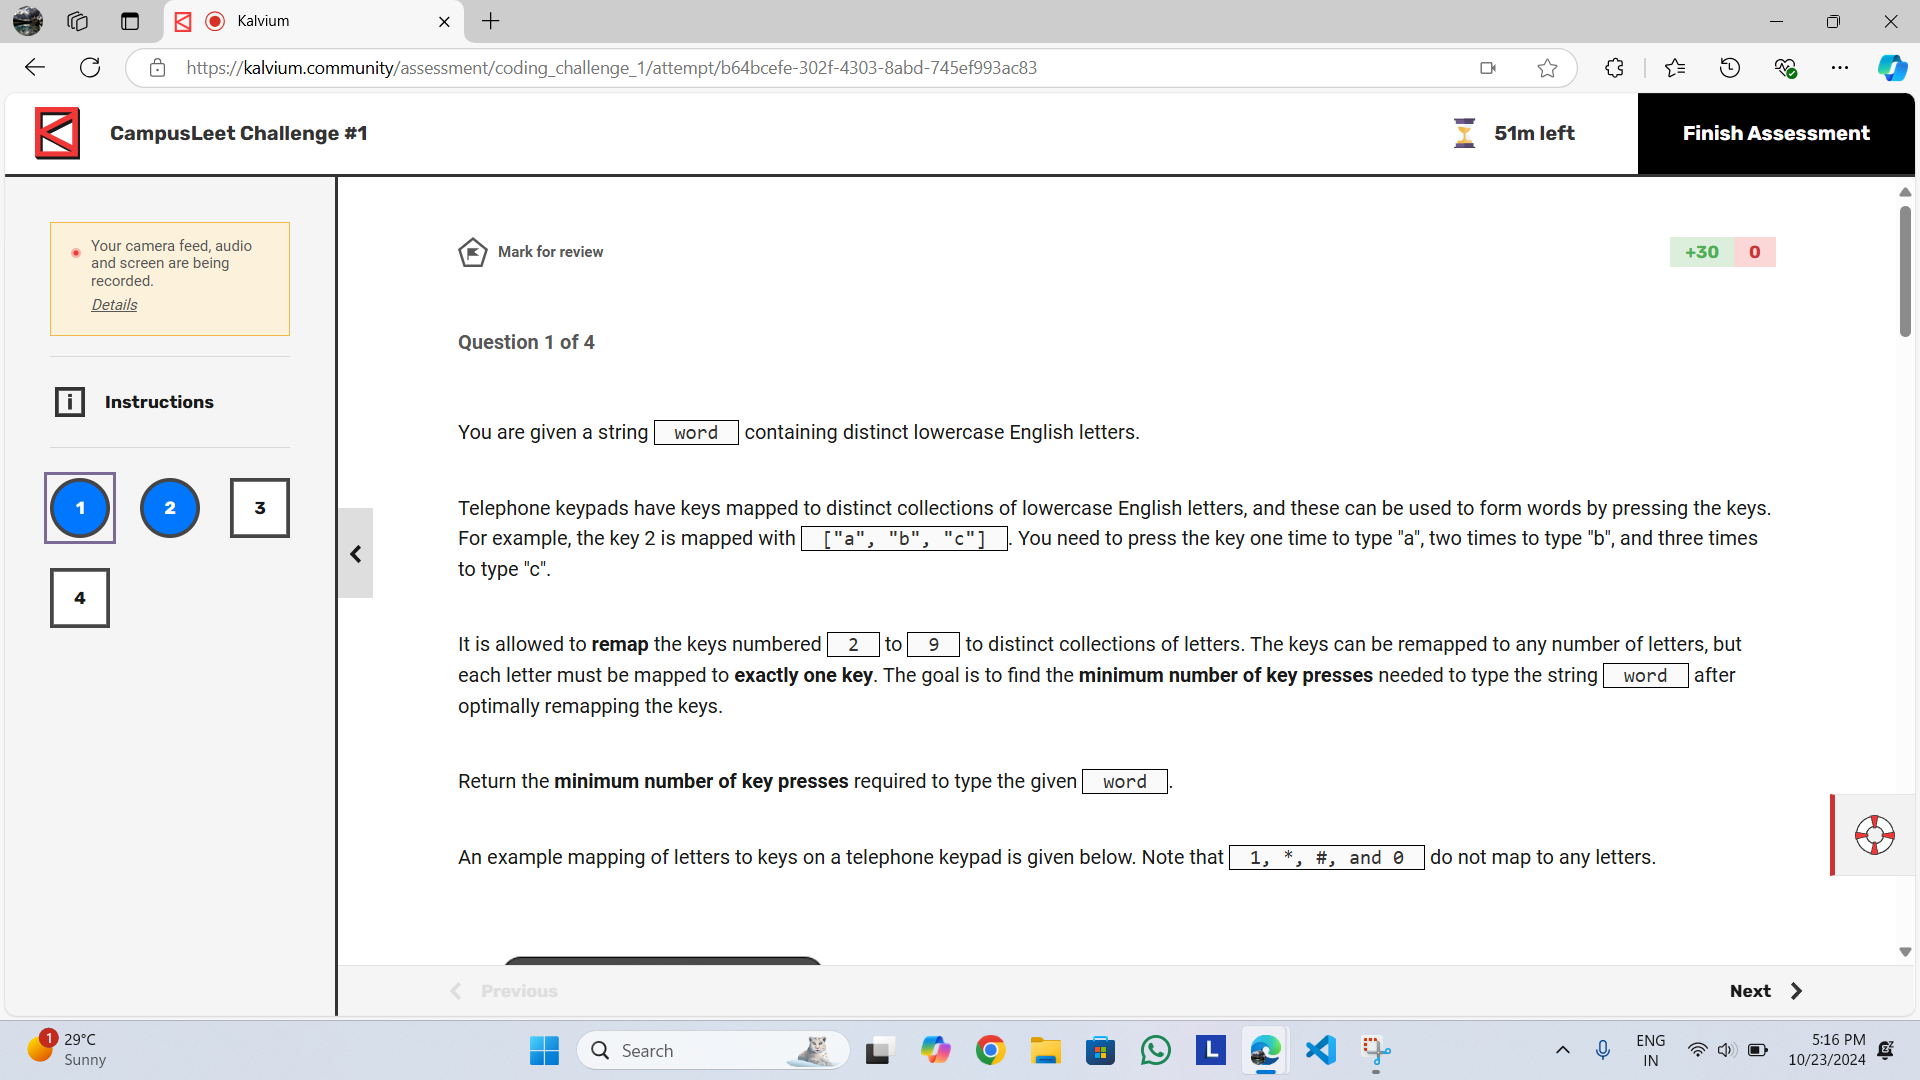 Kalvium
https://kalvium.community/assessment/coding_challenge_1/attempt/b64bcefe-302f-4303-8abd-745ef993ac83
CampusLeet Challenge #1
51m left
Finish Assessment
Your camera feed, audio
and screen are being
recorded.
Details
Instructions
1
2
3
4
Mark for review
+30
0
Question 1 of 4
You are given a string word containing distinct lowercase English letters.
Telephone keypads have keys mapped to distinct collections of lowercase English letters, and these can be used to form words by pressing the keys.
For example, the key 2 is mapped with ["a", "b", "c"] . You need to press the key one time to type "a", two times to type "b", and three times
to type "c".
It is allowed to remap the keys numbered 2 to 9 to distinct collections of letters. The keys can be remapped to any number of letters, but
each letter must be mapped to exactly one key. The goal is to find the minimum number of key presses needed to type the string word after
optimally remapping the keys.
Return the minimum number of key presses required to type the given word .
An example mapping of letters to keys on a telephone keypad is given below. Note that 1, *, #, and 0 do not map to any letters.
Previous
Next
1
29°C
Sunny
Search
L
ENG
IN
5:16 PM
10/23/2024